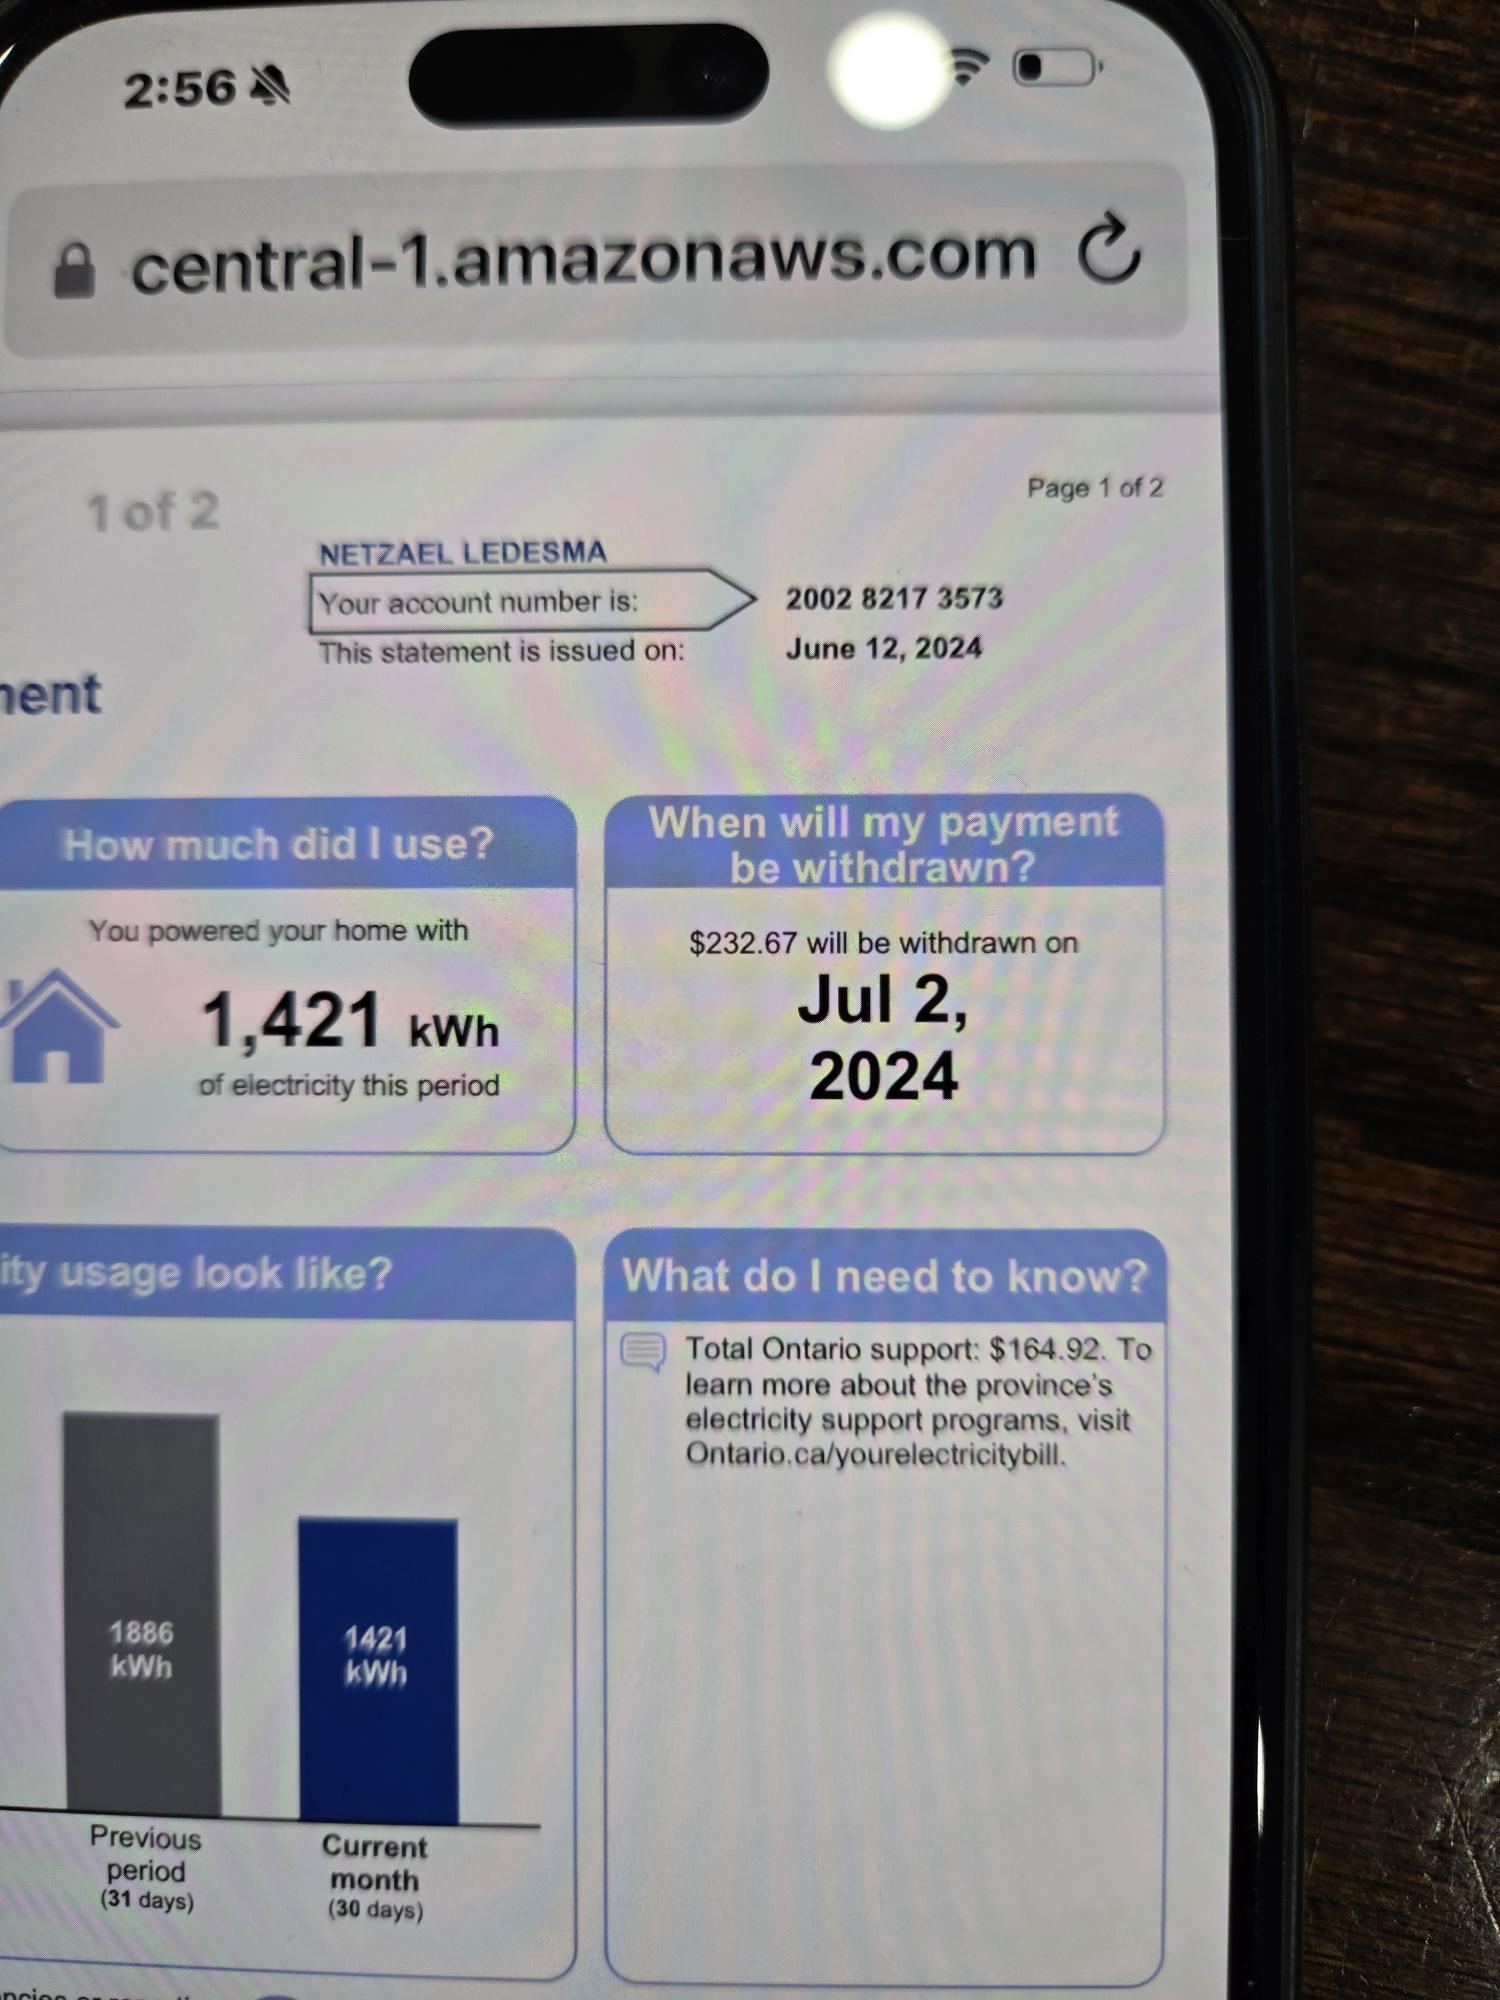 2:56
central-1.amazonaws.com
Page 1 of 2
1 of 2
NETZAEL LEDESMA
Your account number is: 2002 8217 3573
This statement is issued on: June 12, 2024
nent
How much did I use?
You powered your home with
1,421 kWh
of electricity this period
When will my payment
be withdrawn?
$232.67 will be withdrawn on
Jul 2,
2024
ity usage look like?
1886
kWh
1421
kWh
Previous
period
(31 days)
Current
month
(30 days)
What do I need to know?
Total Ontario support: $164.92. To
learn more about the province's
electricity support programs, visit
Ontario.ca/yourelectricitybill.